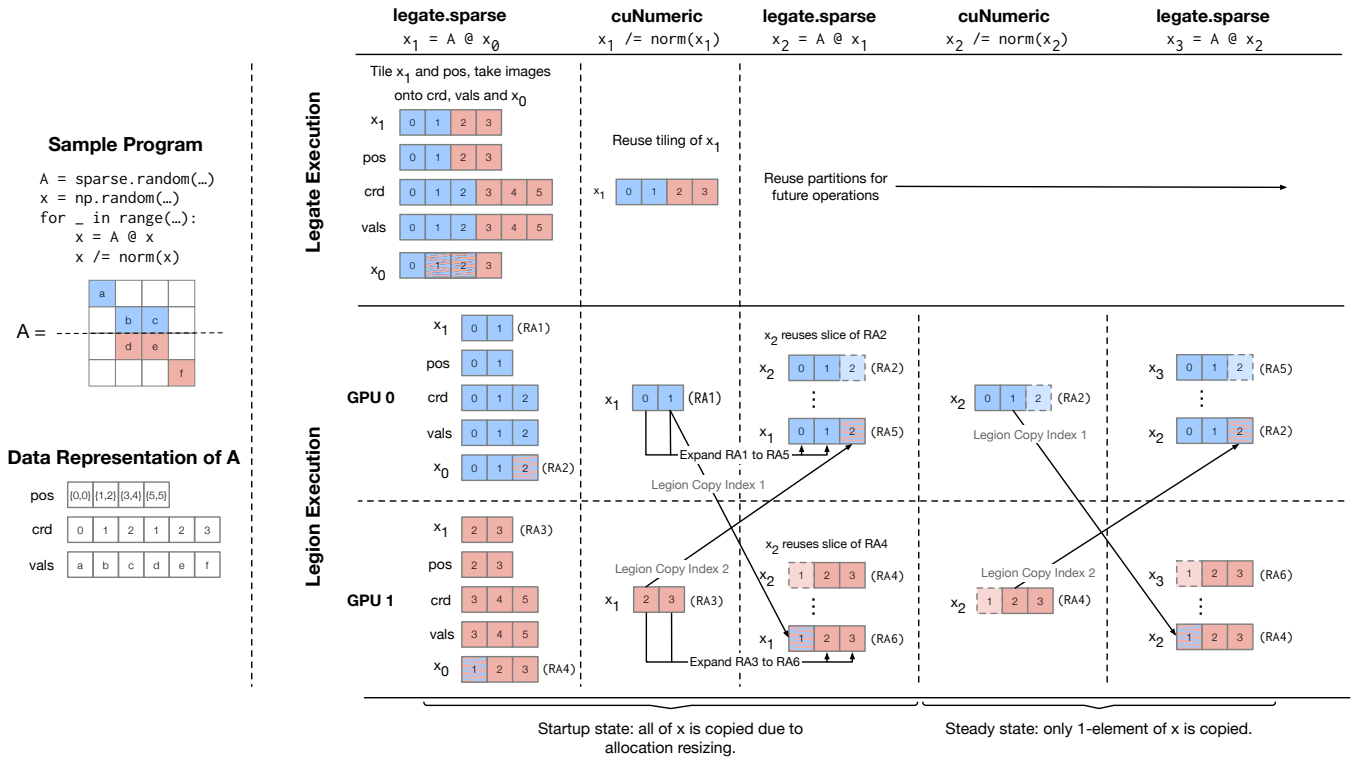 legate.sparse
x1 = A @ x0
cuNumeric
x1 /= norm(x1)
legate.sparse
x2 = A @ x1
cuNumeric
x2 /= norm(x2)
legate.sparse
x3 = A @ x2
Sample Program
A = sparse.random(…)
x = np.random(…)
for _ in range(…):
x = A @ x
x /= norm(x)
A =
a
b c
d e
f
Data Representation of A
pos {0,0} {1,2} {3,4} {5,5}
crd 0 1 2 1 2 3
vals a b c d e f
Legate Execution
Tile x1 and pos, take images
onto crd, vals and x0
x1 0 1 2 3
pos 0 1 2 3
crd 0 1 2 3 4 5
vals 0 1 2 3 4 5
x0 0 1 2 3
Reuse tiling of x1
x1 0 1 2 3
Reuse partitions for
future operations
Legion Execution
GPU 0
x1 0 1 (RA1)
pos 0 1
crd 0 1 2
vals 0 1 2
x0 0 1 2 (RA2)
x1 0 1 (RA1)
Expand RA1 to RA5
Legion Copy Index 1
x2 reuses slice of RA2
x2 0 1 2 (RA2)
⋮
x1 0 1 2 (RA5)
x2 0 1 2 (RA2)
Legion Copy Index 1
x3 0 1 2 (RA5)
⋮
x2 0 1 2 (RA2)
GPU 1
x1 2 3 (RA3)
pos 2 3
crd 3 4 5
vals 3 4 5
x0 1 2 3 (RA4)
Legion Copy Index 2
x1 2 3 (RA3)
Expand RA3 to RA6
x2 reuses slice of RA4
x2 1 2 3 (RA4)
⋮
x1 1 2 3 (RA6)
Legion Copy Index 2
x2 1 2 3 (RA4)
x3 1 2 3 (RA6)
⋮
x2 1 2 3 (RA4)
Startup state: all of x is copied due to
allocation resizing.
Steady state: only 1-element of x is copied.